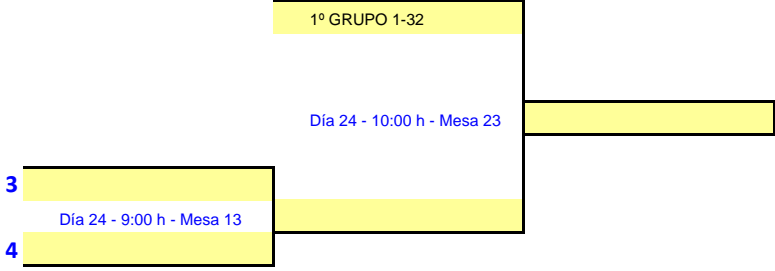 1º GRUPO 1-32
Día 24 - 10:00 h - Mesa 23
3
Día 24 - 9:00 h - Mesa 13
4